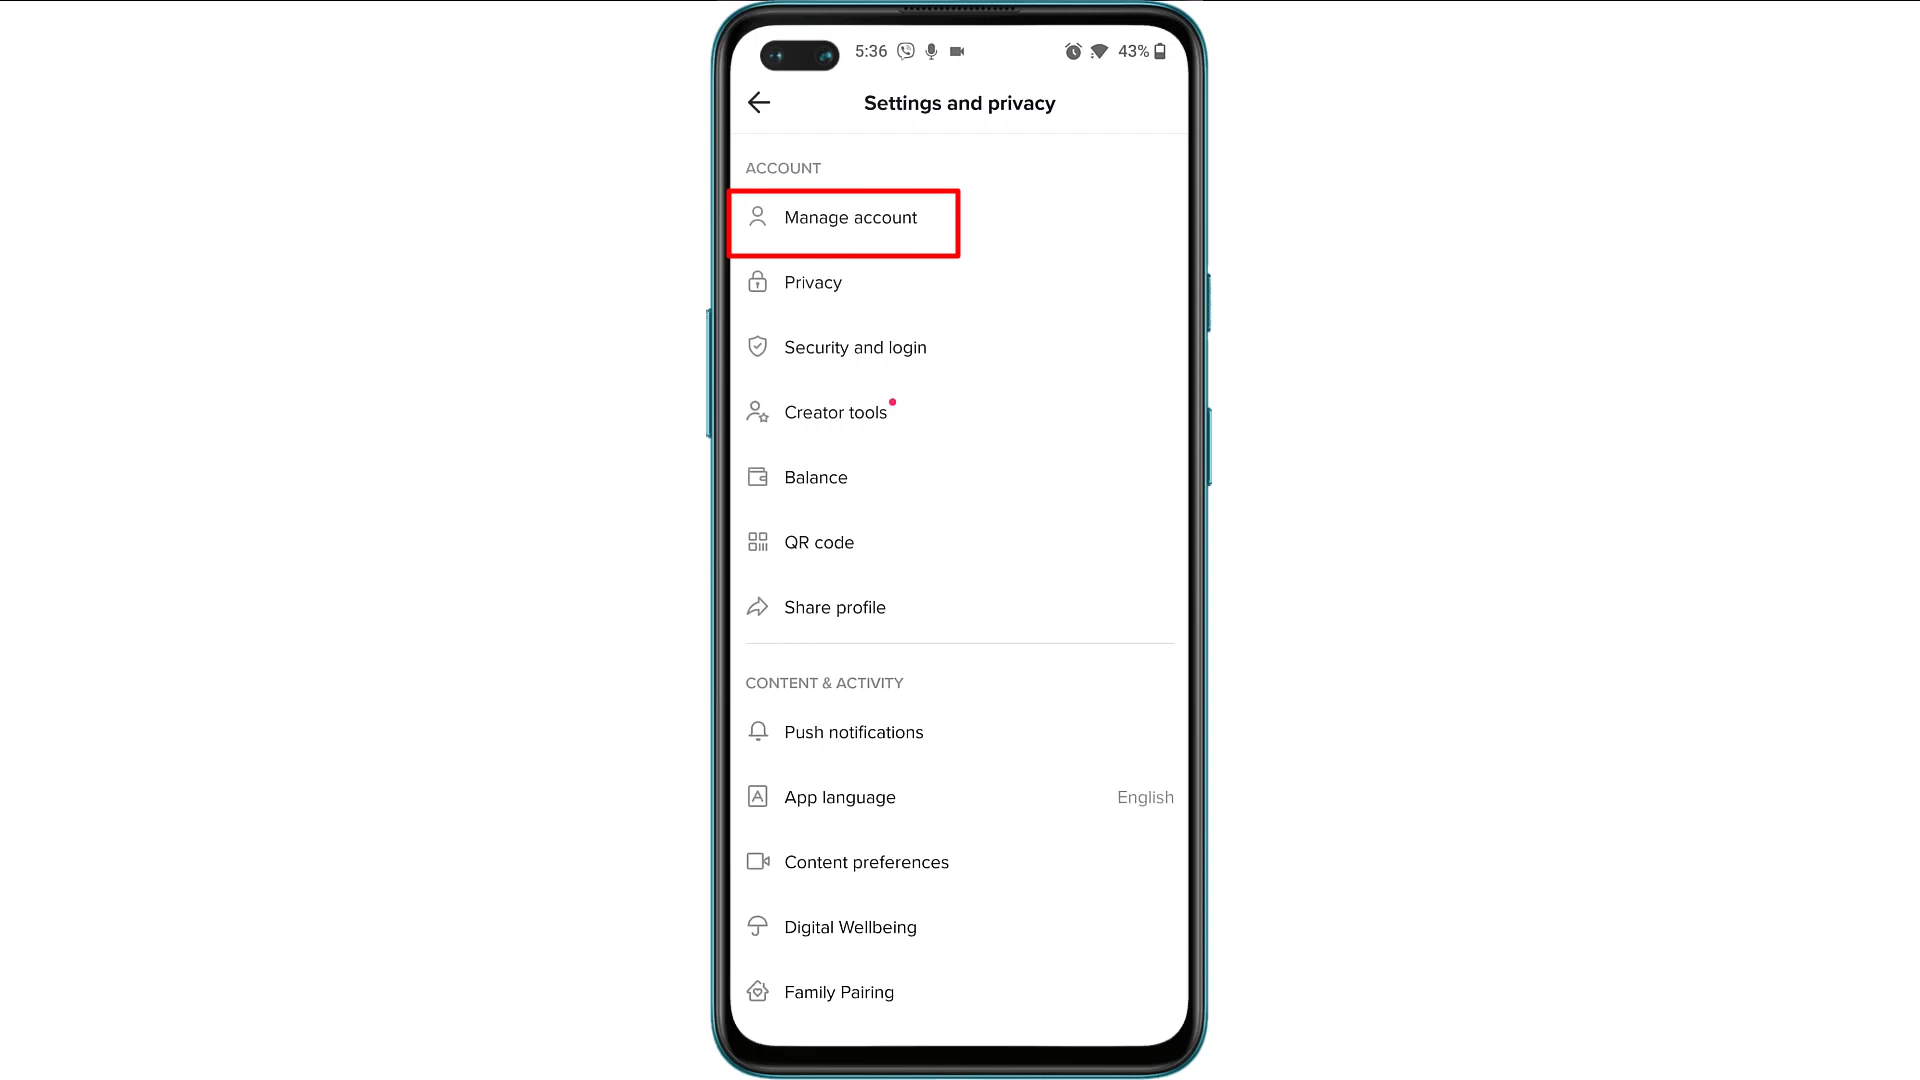 5:36 43%
Settings and privacy
ACCOUNT
Manage account
Privacy
Security and login
Creator tools
Balance
QR code
Share profile
CONTENT & ACTIVITY
Push notifications
App language English
Content preferences
Digital Wellbeing
Family Pairing